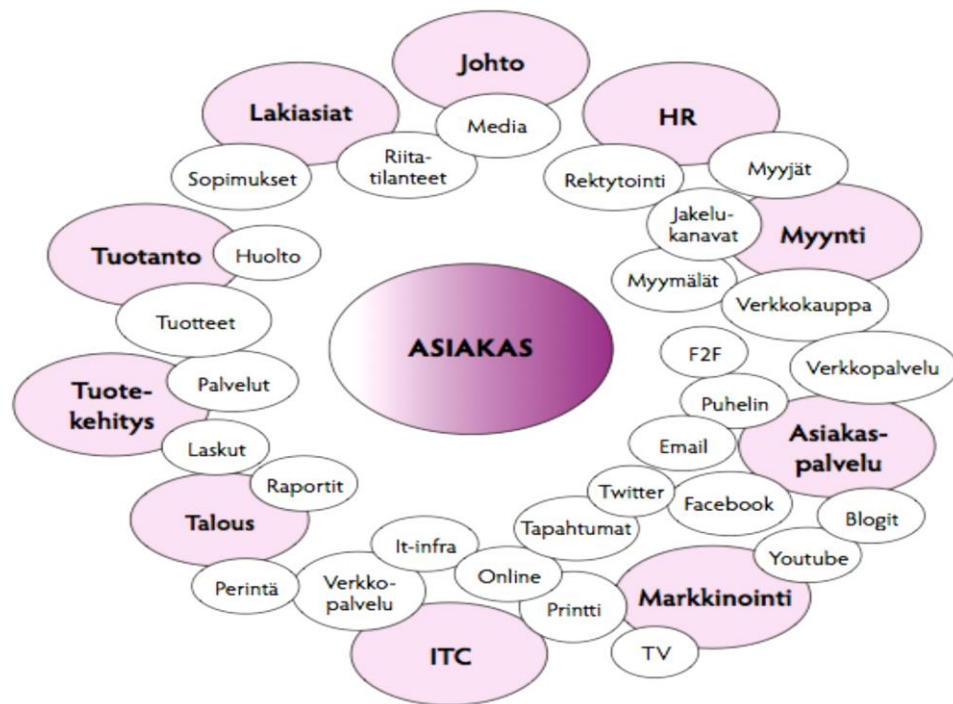 Johto
Media
Lakiasiat
Riita-
tilanteet
Sopimukset
HR
Rektytointi
Myyjät
Jakelu-
kanavat
Myynti
Myymälät
Verkkokauppa
Tuotanto
Huolto
Tuotteet
ASIAKAS
F2F
Verkkopalvelu
Puhelin
Tuote-
kehitys
Palvelut
Laskut
Email
Asiakas-
palvelu
Talous
Raportit
Perintä
Twitter
Facebook
Blogit
Tapahtumat
Youtube
It-infra
Online
Verkko-
palvelu
Printti
Markkinointi
TV
ITC